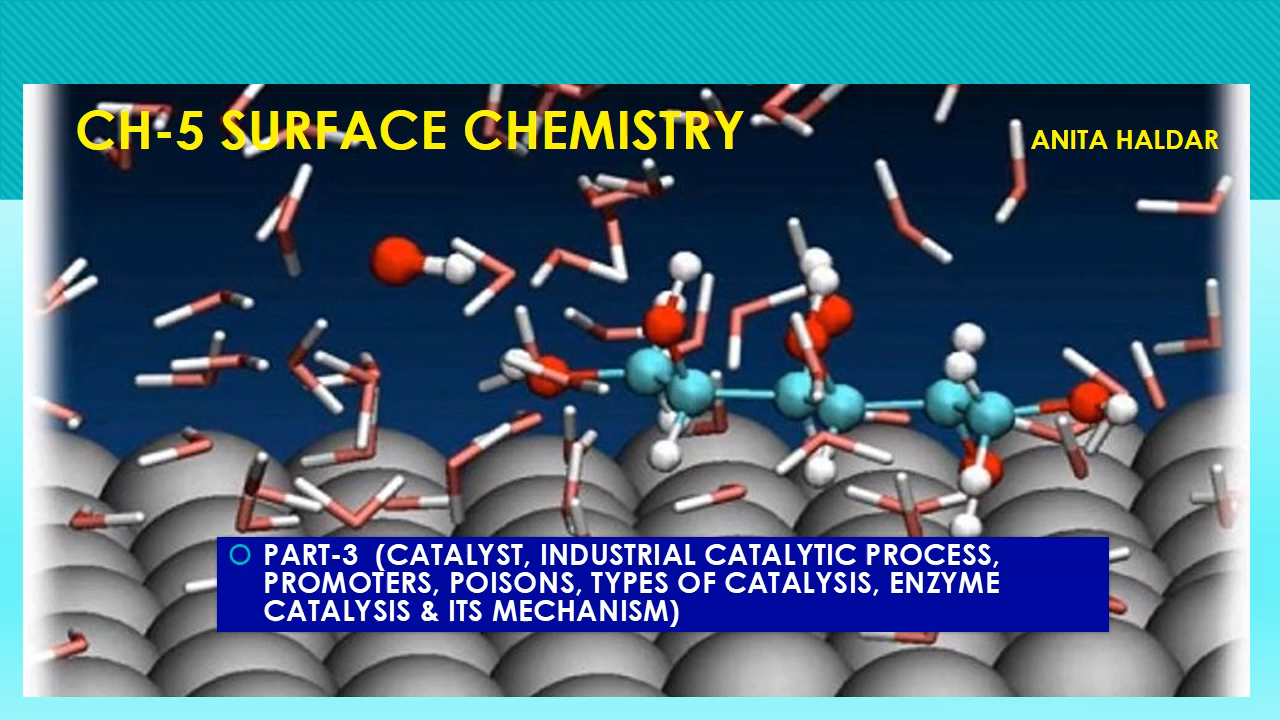 CH-5 SURFACE CHEMISTRY
ANITA HALDAR
PART-3 (CATALYST, INDUSTRIAL CATALYTIC PROCESS,
PROMOTERS, POISONS, TYPES OF CATALYSIS, ENZYME
CATALYSIS & ITS MECHANISM)